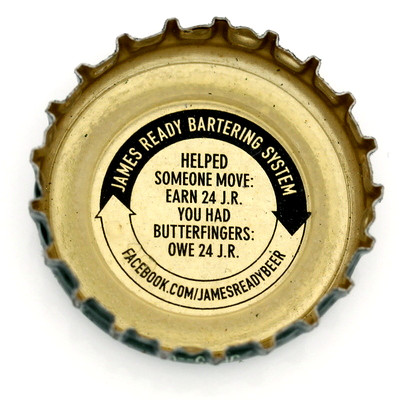 JAMES READY BARTERING SYSTEM
HELPED
SOMEONE MOVE:
EARN 24 J.R.
YOU HAD
BUTTERFINGERS:
OWE 24 J.R.
FACEBOOK.COM/JAMESREADYBEER